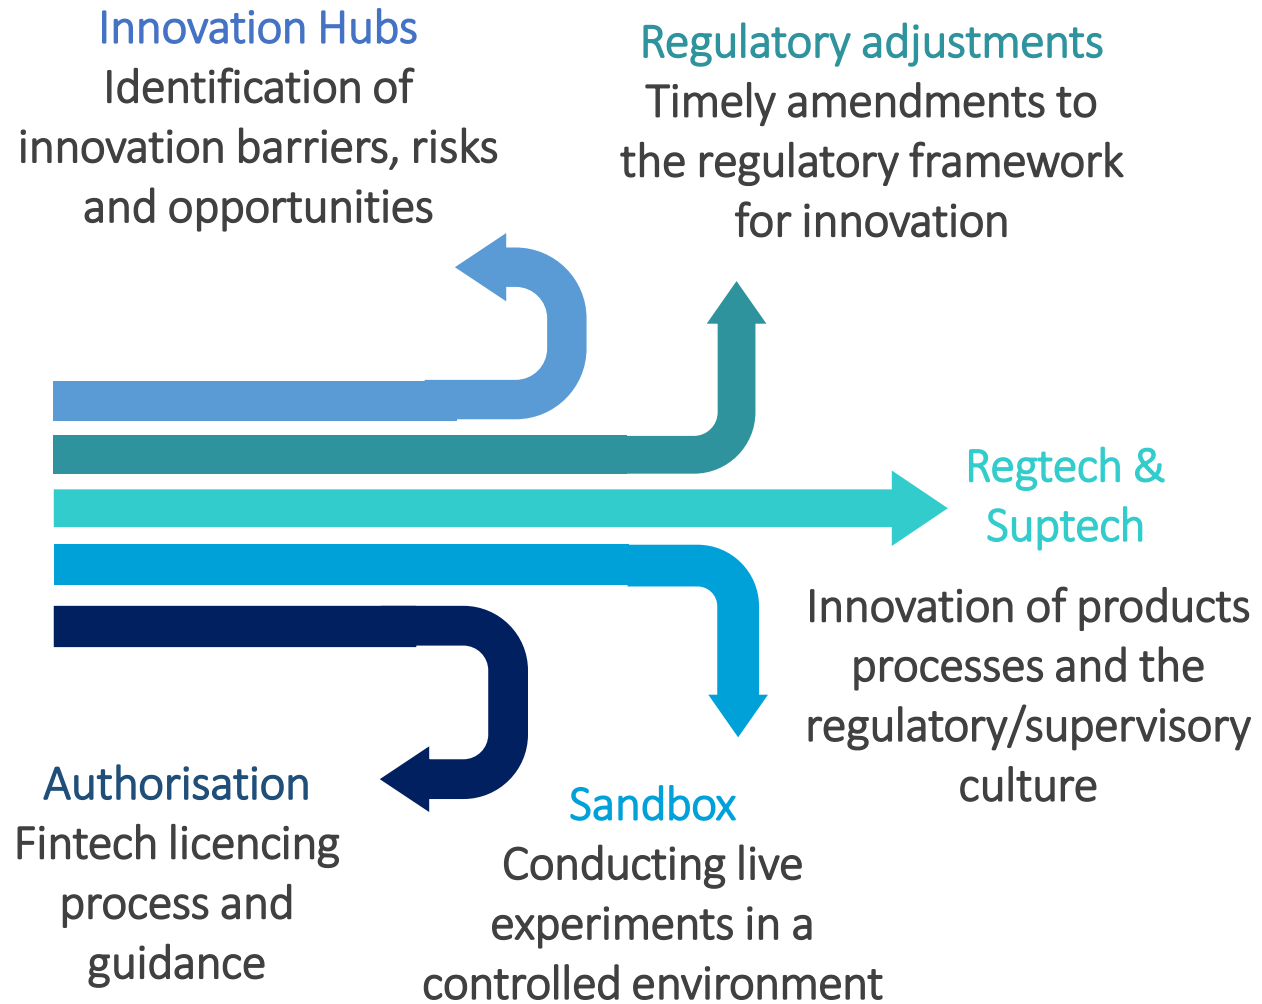 Innovation Hubs
Identification of
innovation barriers, risks
and opportunities
Regulatory adjustments
Timely amendments to
the regulatory framework
for innovation
Regtech &
Suptech
Innovation of products
processes and the
regulatory/supervisory
culture
Authorisation
Fintech licencing
process and
guidance
Sandbox
Conducting live
experiments in a
controlled environment